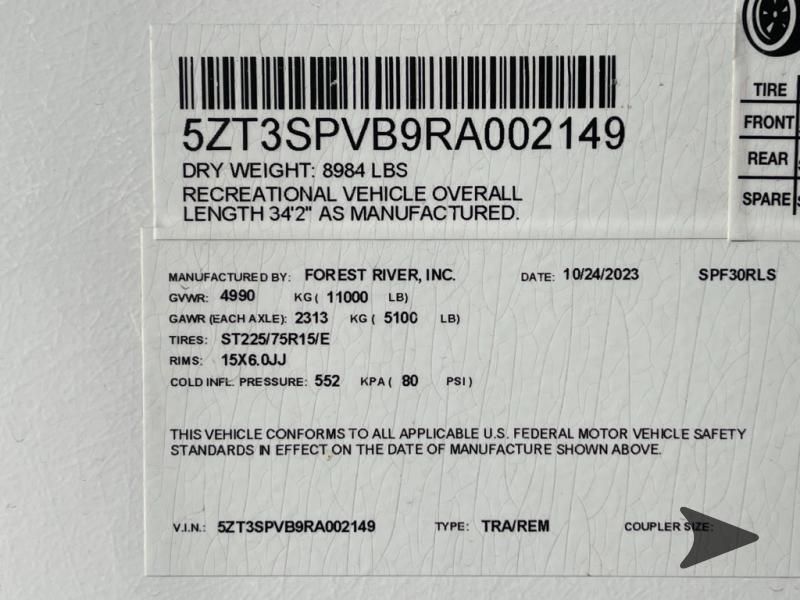 5ZT3SPVB9RA002149
DRY WEIGHT: 8984 LBS
RECREATIONAL VEHICLE OVERALL
LENGTH 34'2" AS MANUFACTURED.
TIRE
FRONT
REAR
SPARE
MANUFACTURED BY: FOREST RIVER, INC. DATE: 10/24/2023 SPF30RLS
GVWR: 4990 KG ( 11000 LB)
GAWR (EACH AXLE): 2313 KG ( 5100 LB)
TIRES: ST225/75R15/E
RIMS: 15X6.0JJ
COLD INFL. PRESSURE: 552 KPA ( 80 PSI )
THIS VEHICLE CONFORMS TO ALL APPLICABLE U.S. FEDERAL MOTOR VEHICLE SAFETY
STANDARDS IN EFFECT ON THE DATE OF MANUFACTURE SHOWN ABOVE.
V.I.N.: 5ZT3SPVB9RA002149 TYPE: TRA/REM COUPLER SIZE: